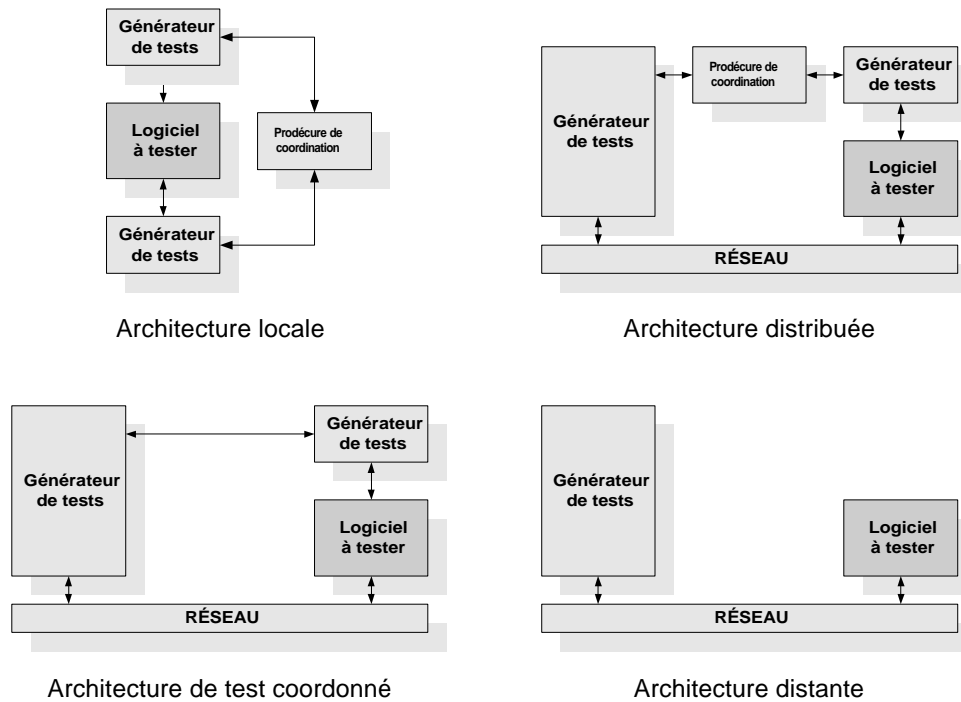 Générateur
de tests
Logiciel
à tester
Prodécure de
coordination
Générateur
de tests
Architecture locale
Générateur
de tests
Prodécure de
coordination
Générateur
de tests
Logiciel
à tester
RÉSEAU
Architecture distribuée
Générateur
de tests
Générateur
de tests
Logiciel
à tester
RÉSEAU
Architecture de test coordonné
Générateur
de tests
Logiciel
à tester
RÉSEAU
Architecture distante